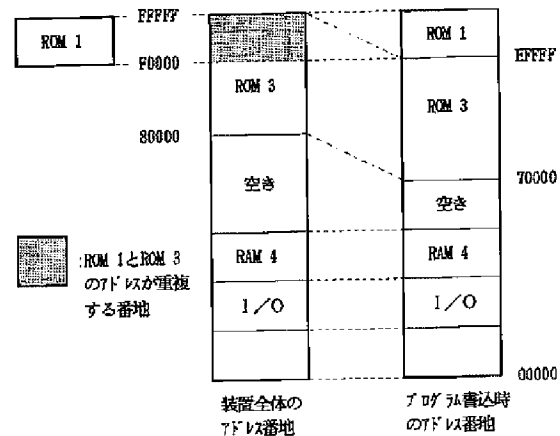 FFFFF
ROM 1
F0000
ROM 1
EFFFF
ROM 3
ROM 3
80000
70000
空き
空き
:ROM 1とROM 3
のアドレスが重複
する番地
RAM 4
RAM 4
I/O
I/O
00000
装置全体の
アドレス番地
プログラム書込時
のアドレス番地